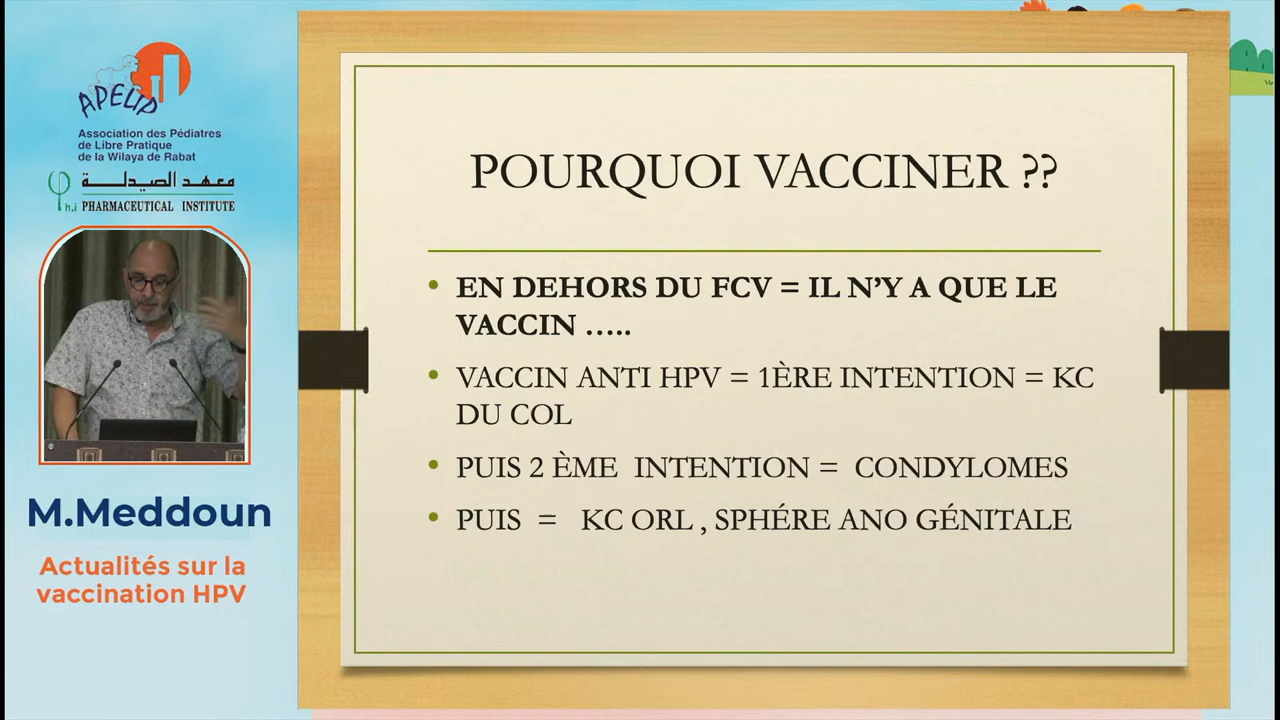 APELIP
Association des Pédiatres
de Libre Pratique
de la Wilaya de Rabat
معهد الصيدلة
φ h.i PHARMACEUTICAL INSTITUTE
M.Meddoun
Actualités sur la
vaccination HPV
POURQUOI VACCINER ??
• EN DEHORS DU FCV = IL N’Y A QUE LE
VACCIN …..
• VACCIN ANTI HPV = 1ÈRE INTENTION = KC
DU COL
• PUIS 2 ÈME INTENTION = CONDYLOMES
• PUIS = KC ORL , SPHÉRE ANO GÉNITALE